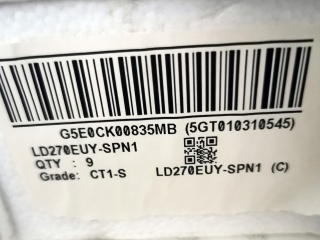 G5E0CK00835MB (5GT010310545)
LD270EUY-SPN1
QTY : 9
Grade: CT1-S
LD270EUY-SPN1 (C)